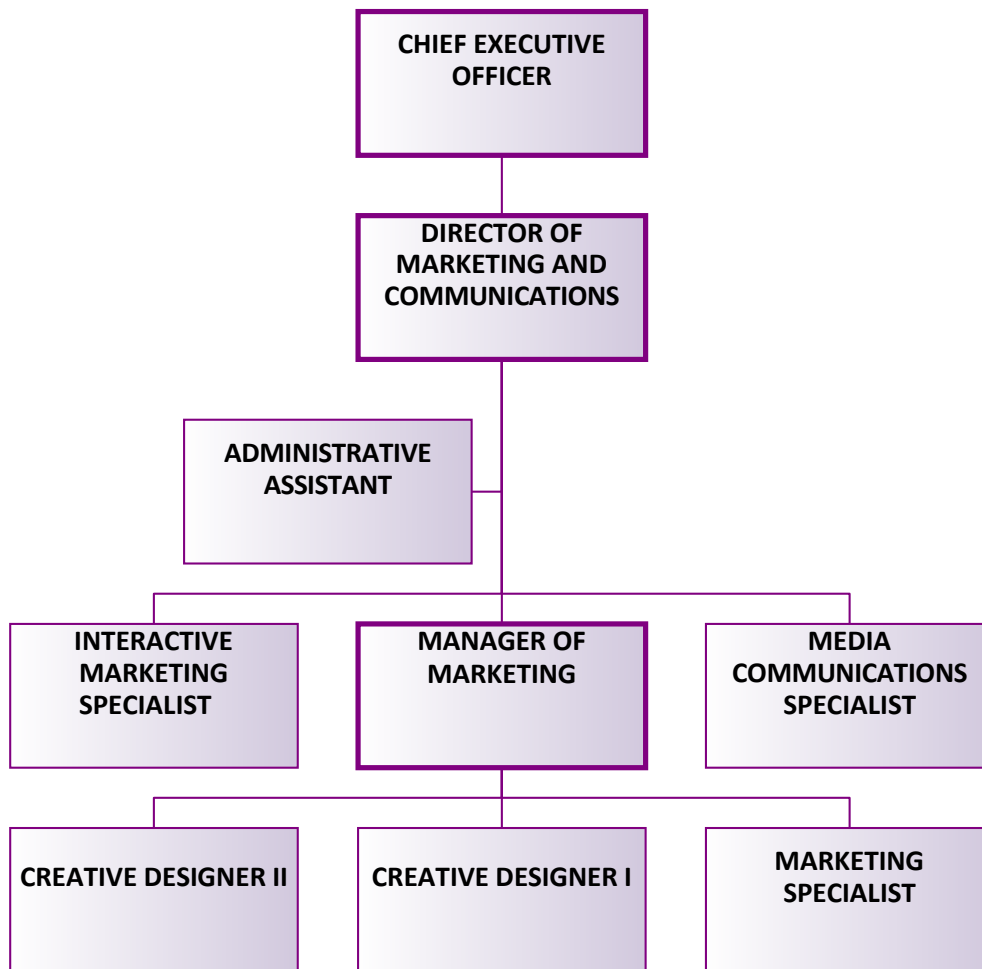 CHIEF EXECUTIVE
OFFICER
DIRECTOR OF
MARKETING AND
COMMUNICATIONS
ADMINISTRATIVE
ASSISTANT
INTERACTIVE
MARKETING
SPECIALIST
MANAGER OF
MARKETING
MEDIA
COMMUNICATIONS
SPECIALIST
CREATIVE DESIGNER II
CREATIVE DESIGNER I
MARKETING
SPECIALIST